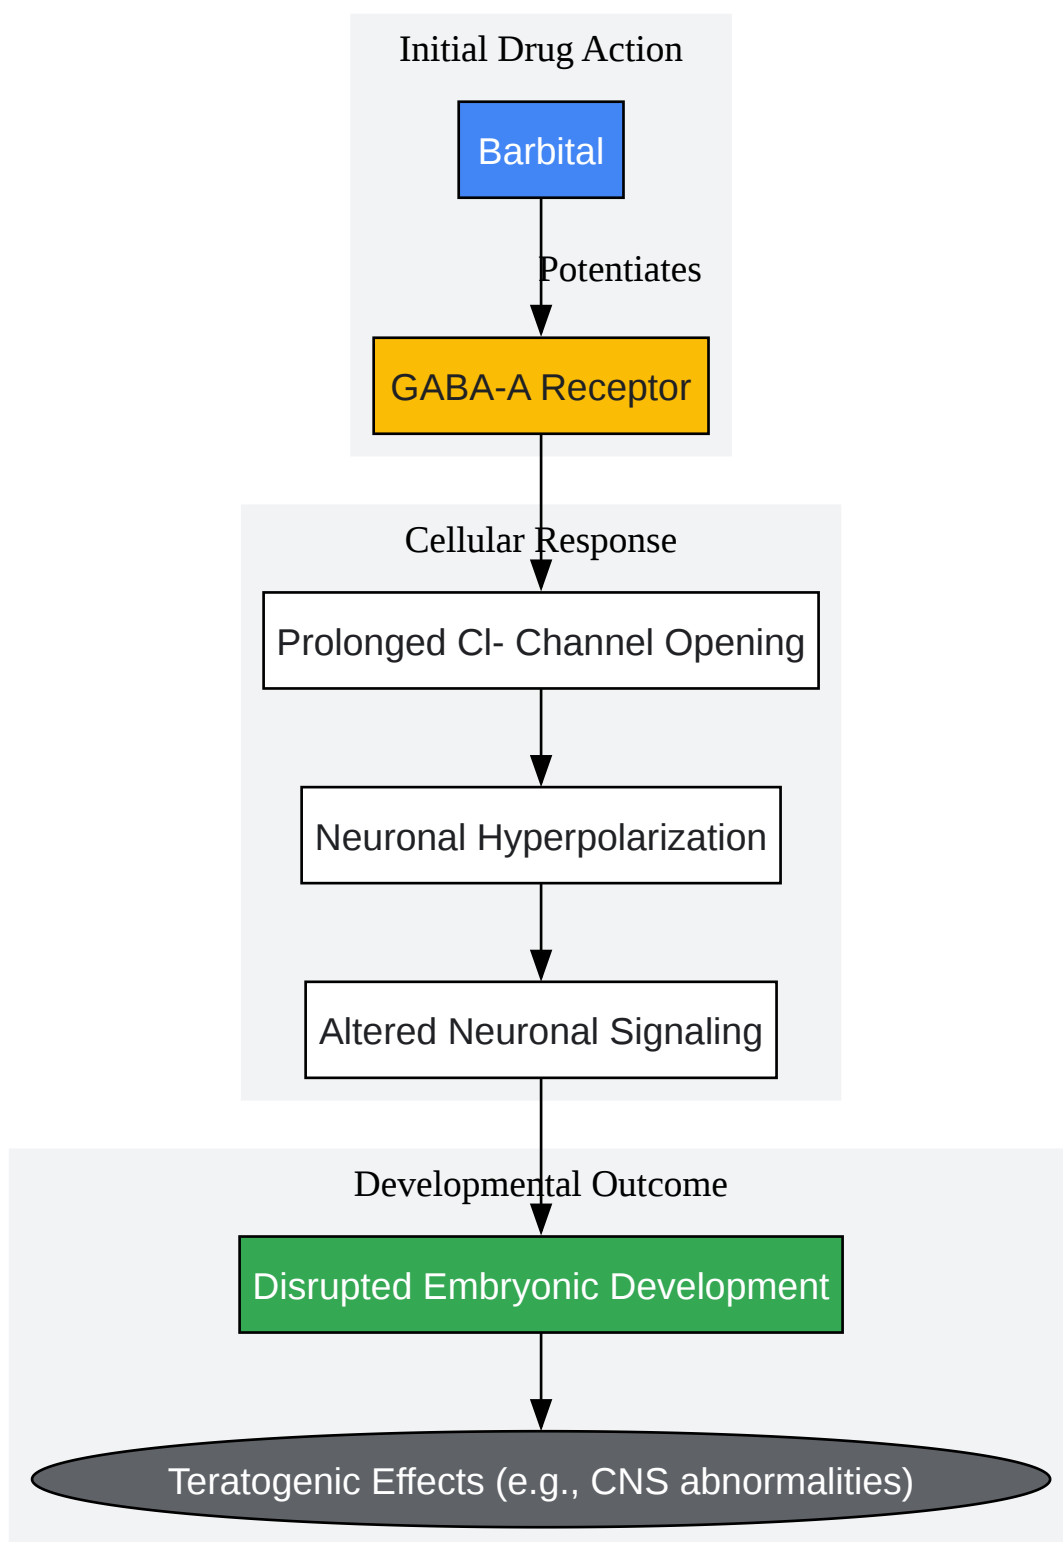 Initial Drug Action
Barbital
Potentiates
GABA-A Receptor
Cellular Response
Prolonged Cl- Channel Opening
Neuronal Hyperpolarization
Altered Neuronal Signaling
Developmental Outcome
Disrupted Embryonic Development
Teratogenic Effects (e.g., CNS abnormalities)